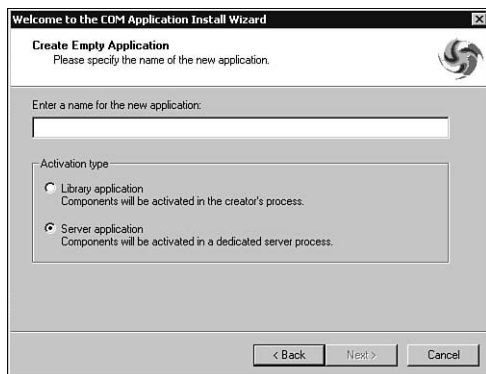 Welcome to the COM Application Install Wizard
Create Empty Application
Please specify the name of the new application.
Enter a name for the new application:
Activation type
Library application
Components will be activated in the creator's process.
Server application
Components will be activated in a dedicated server process.
< Back
Next >
Cancel